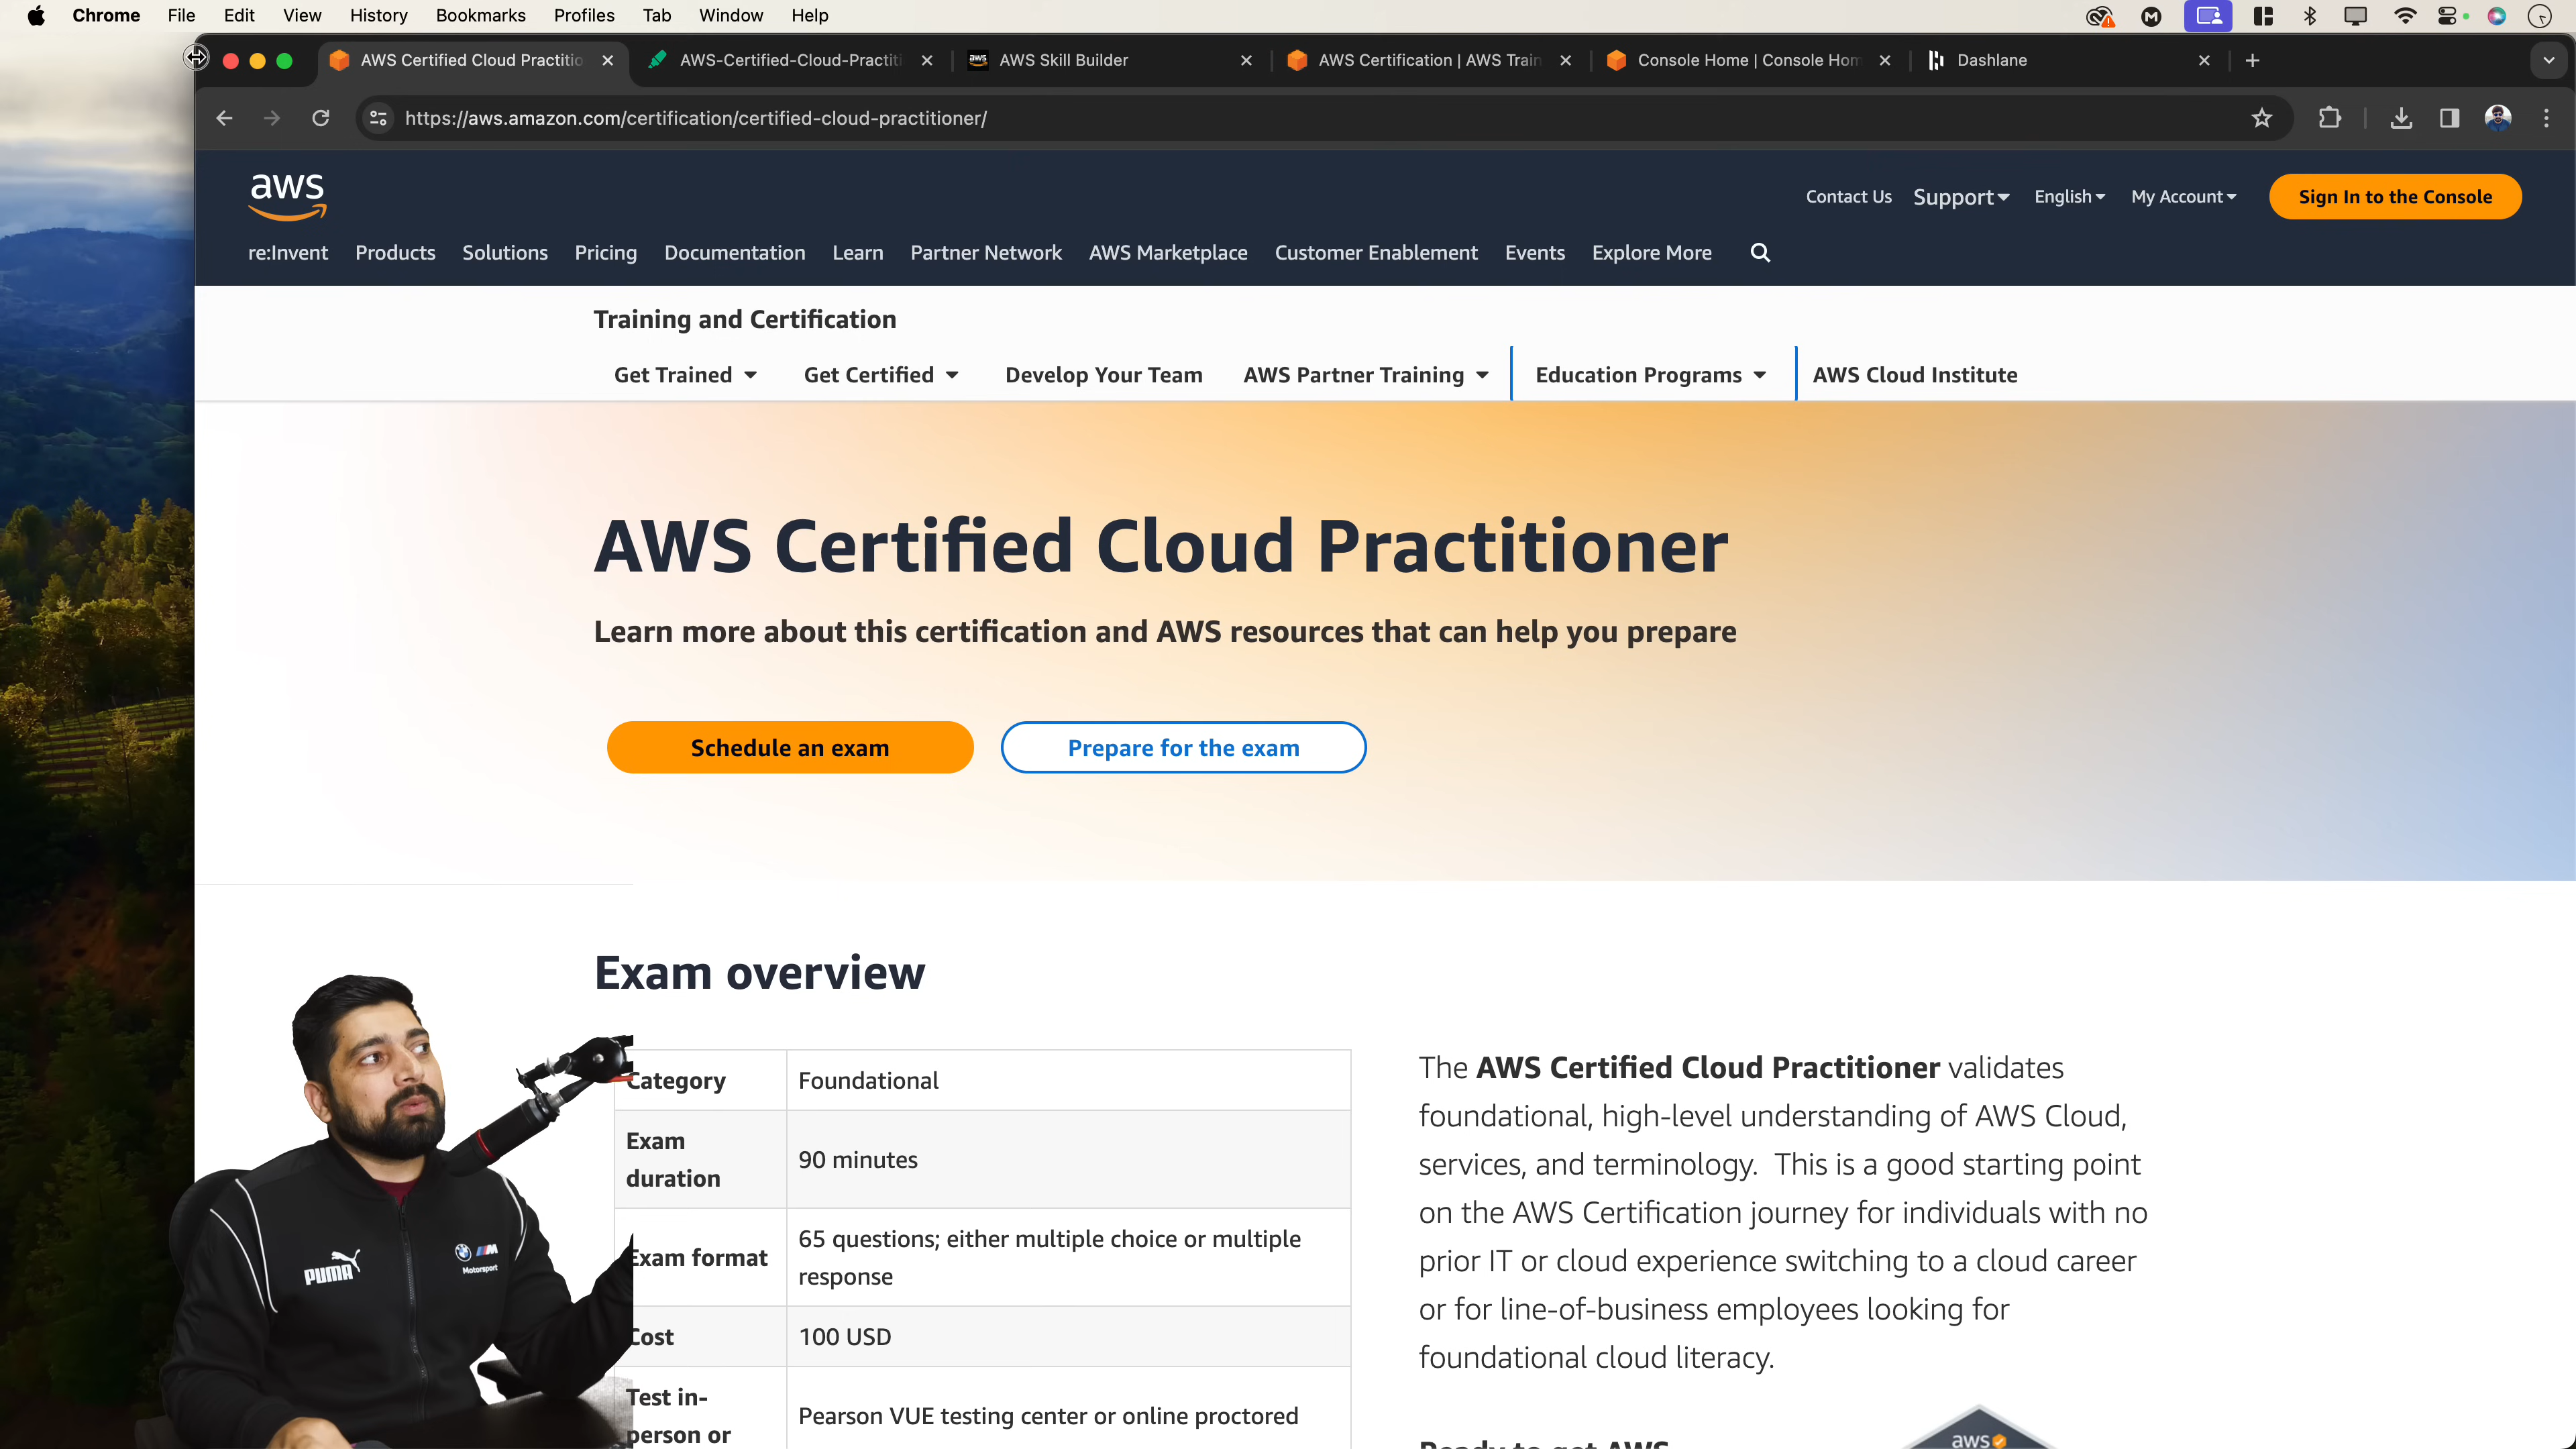 Chrome File Edit View History Bookmarks Profiles Tab Window Help
AWS Certified Cloud Practitio AWS-Certified-Cloud-Practiti AWS Skill Builder AWS Certification | AWS Train Console Home | Console Hom Dashlane
https://aws.amazon.com/certification/certified-cloud-practitioner/
aws
Contact Us Support English My Account Sign In to the Console
re:Invent Products Solutions Pricing Documentation Learn Partner Network AWS Marketplace Customer Enablement Events Explore More
Training and Certification
Get Trained Get Certified Develop Your Team AWS Partner Training Education Programs AWS Cloud Institute
AWS Certified Cloud Practitioner
Learn more about this certification and AWS resources that can help you prepare
Schedule an exam Prepare for the exam
Exam overview
Category Foundational
Exam
duration
90 minutes
Exam format
65 questions; either multiple choice or multiple
response
Cost 100 USD
Test in-
person or
Pearson VUE testing center or online proctored
The AWS Certified Cloud Practitioner validates
foundational, high-level understanding of AWS Cloud,
services, and terminology. This is a good starting point
on the AWS Certification journey for individuals with no
prior IT or cloud experience switching to a cloud career
or for line-of-business employees looking for
foundational cloud literacy.
Ready to get AWS
aws
PUMA
M
Motorsport